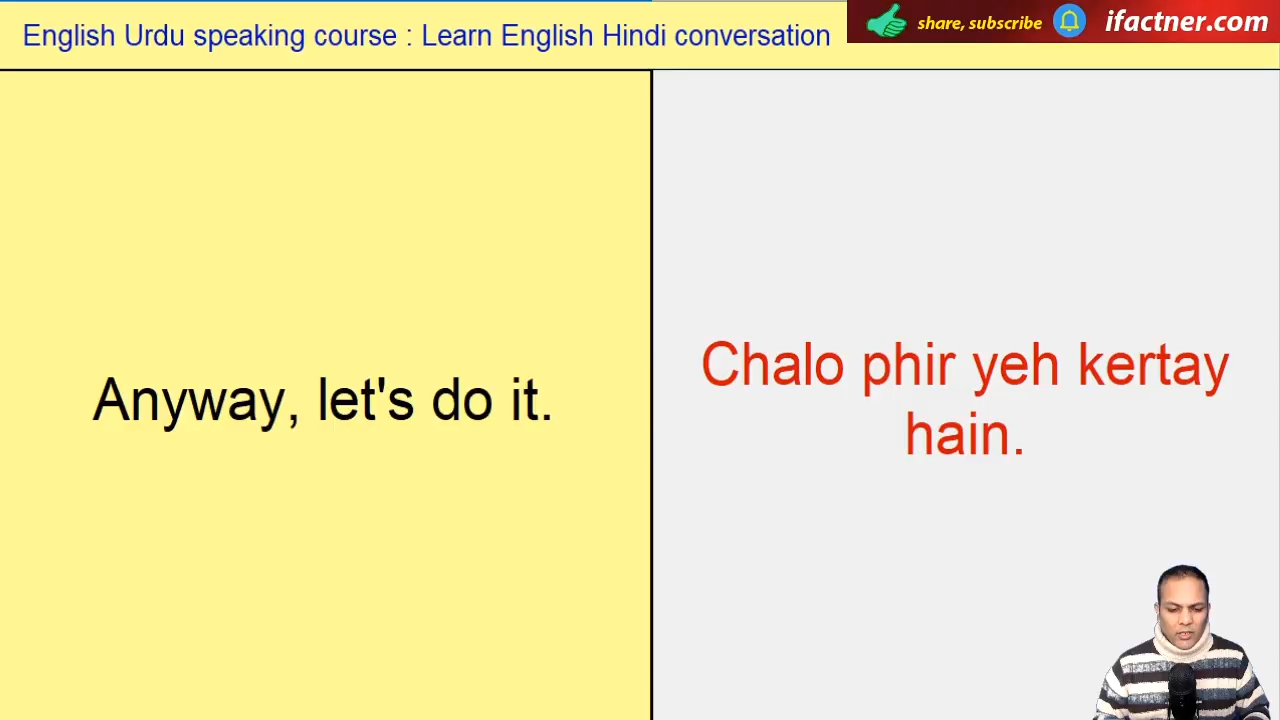 English Urdu speaking course : Learn English Hindi conversation
share, subscribe
ifactner.com
Anyway, let's do it.
Chalo phir yeh kertay
hain.